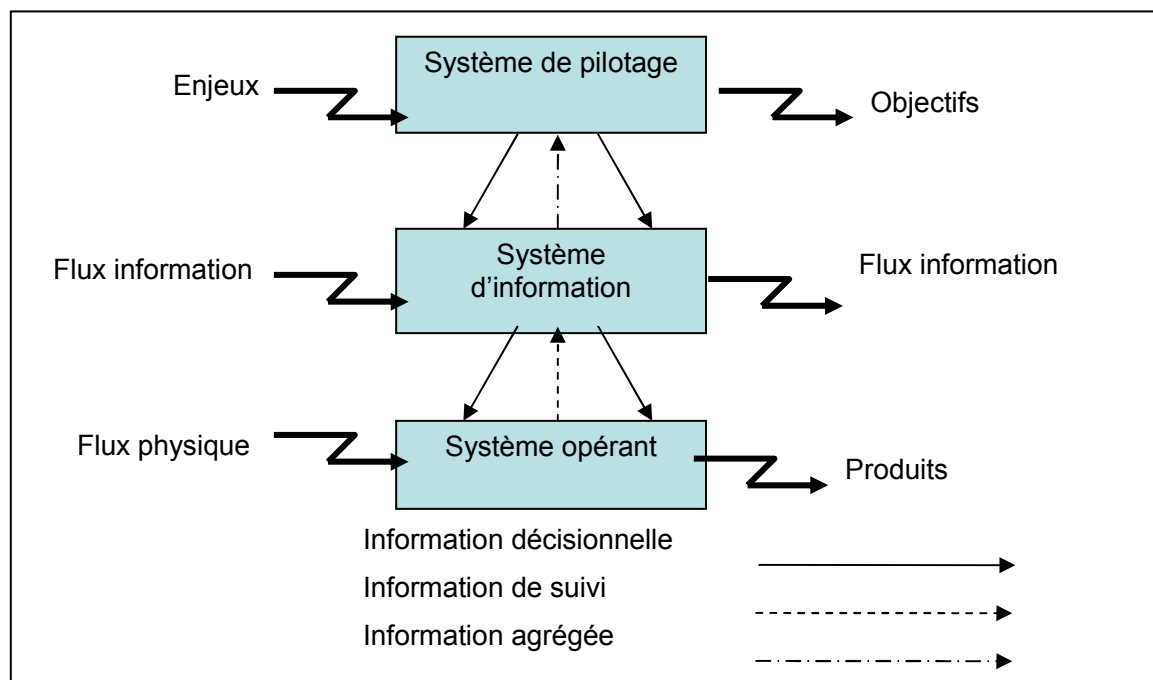 Système de pilotage
Enjeux
Objectifs
Système
d’information
Flux information
Flux information
Système opérant
Flux physique
Produits
Information décisionnelle
Information de suivi
Information agrégée